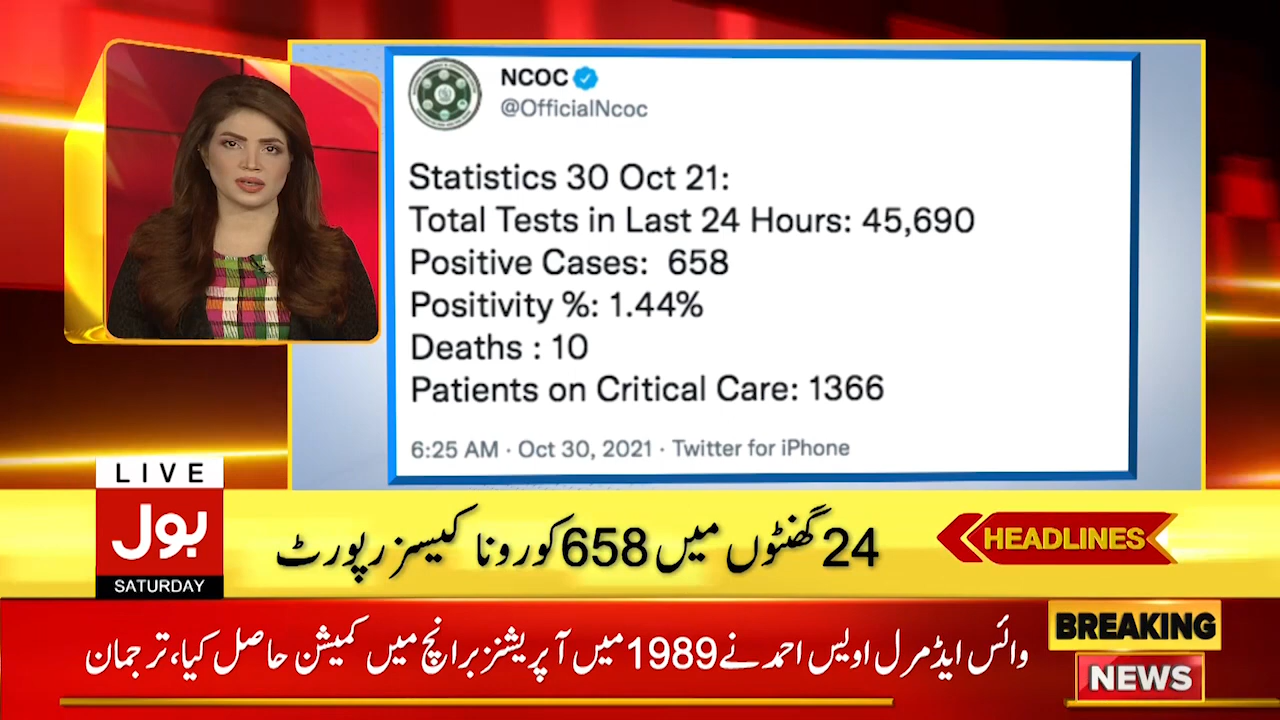 NCOC
@OfficialNcoc
Statistics 30 Oct 21:
Total Tests in Last 24 Hours: 45,690
Positive Cases: 658
Positivity %: 1.44%
Deaths : 10
Patients on Critical Care: 1366
6:25 AM · Oct 30, 2021 · Twitter for iPhone
LIVE
بول
SATURDAY
24 گھنٹوں میں 658 کورونا کیسز رپورٹ
HEADLINES
وائس ایڈمرل اویس احمد نے 1989 میں آپریشنز برانچ میں کمیشن حاصل کیا، ترجمان
BREAKING
NEWS